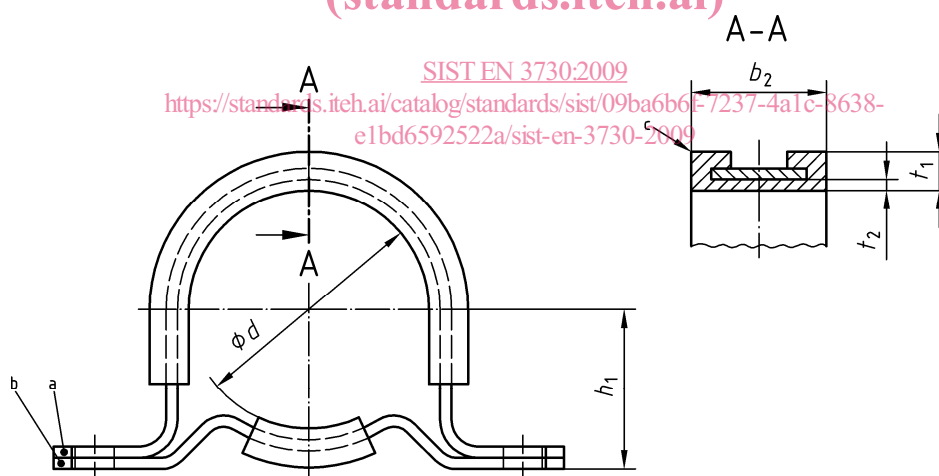 (standards.iteh.ai)
A-A
SIST EN 3730:2009
b2
A
https://standards.iteh.ai/catalog/standards/sist/09ba6b6f-7237-4a1c-8638-
e1bd6592522a/sist-en-3730-2009
c
t1
t2
A
ϕd
h1
b
a